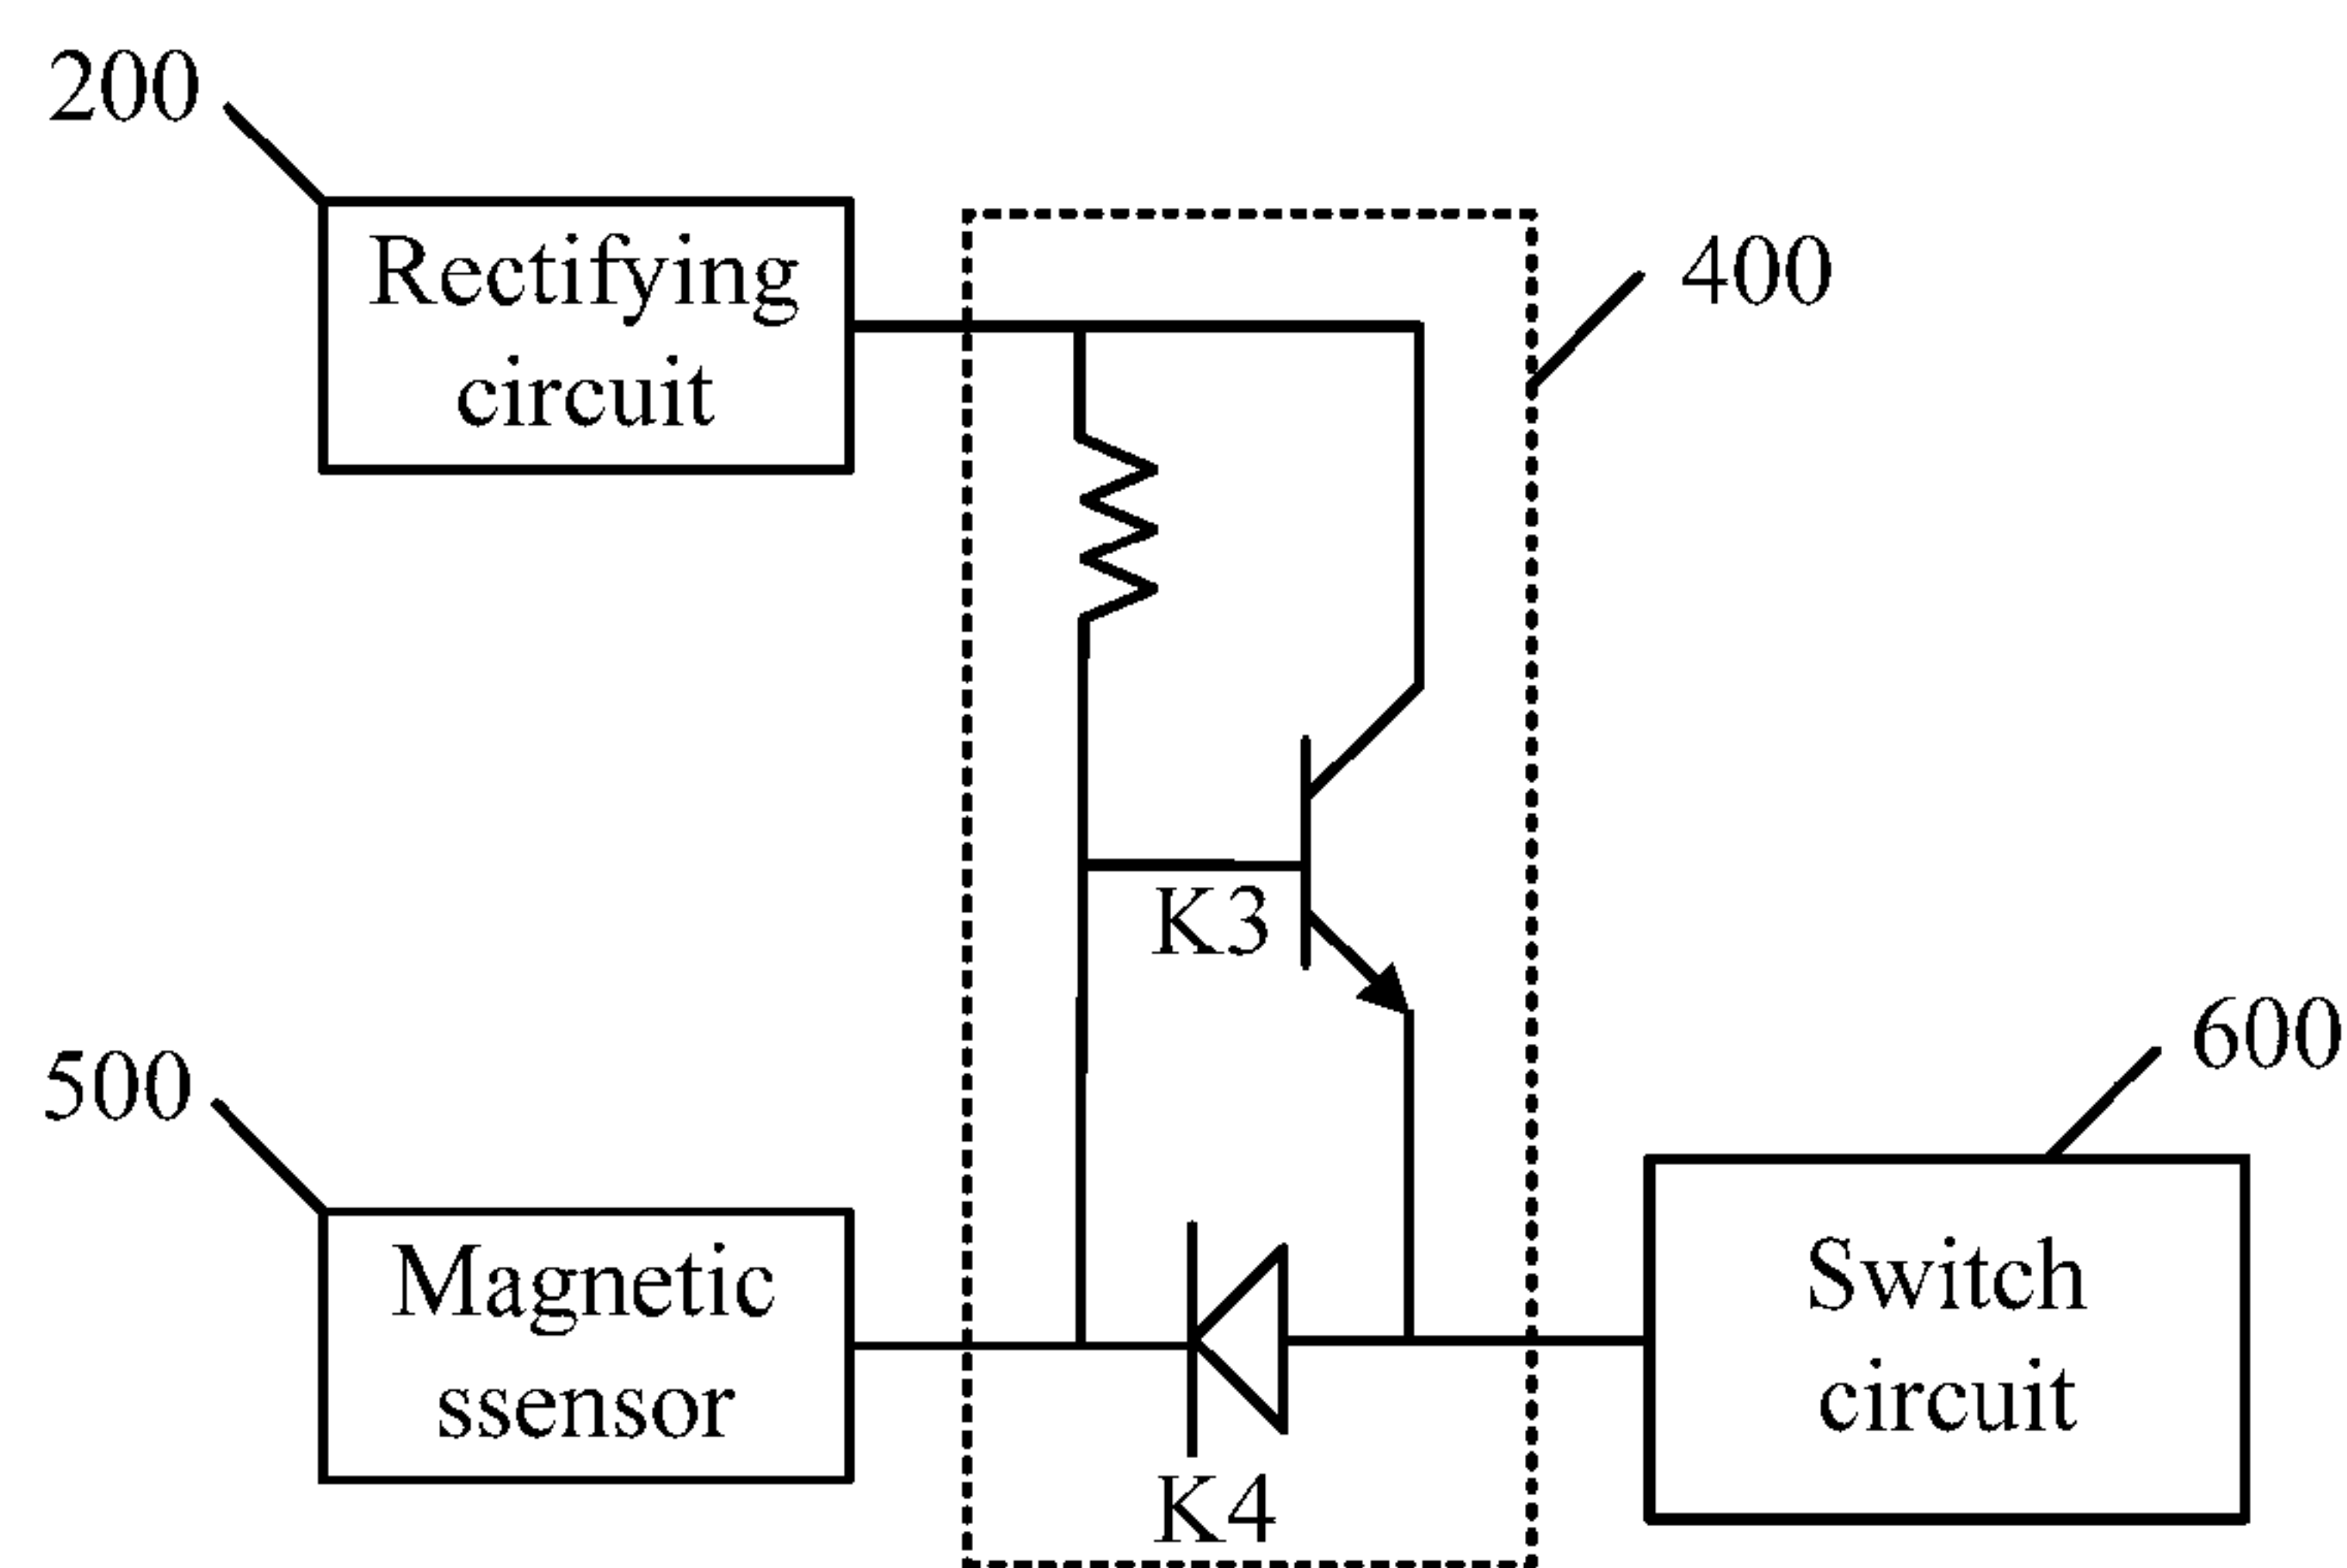 200
Rectifying
circuit
400
K3
500
600
Magnetic
ssensor
Switch
circuit
K4